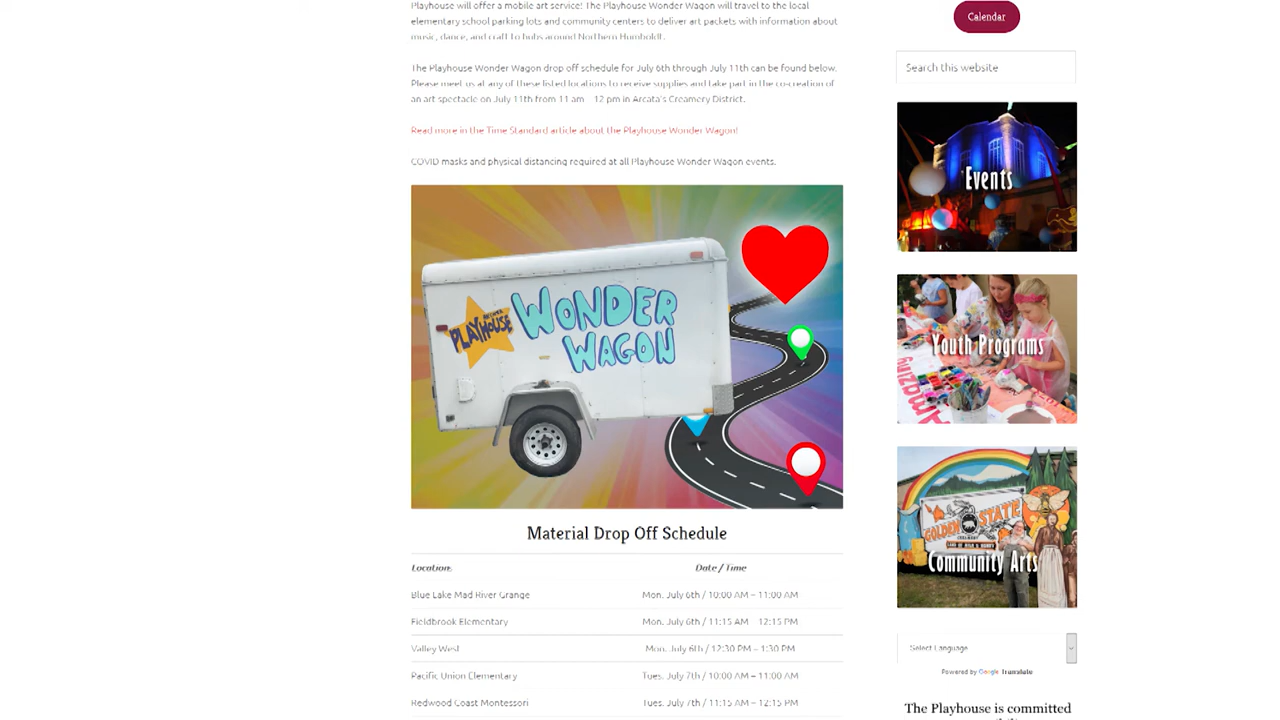 Playhouse will offer a mobile art service! The Playhouse Wonder Wagon will travel to the local
elementary school parking lots and community centers to deliver art packets with information about
music, dance, and craft to hubs around Northern Humboldt.
The Playhouse Wonder Wagon drop off schedule for July 6th through July 11th can be found below.
Please meet us at any of these listed locations to receive supplies and take part in the co-creation of
an art spectacle on July 11th from 11 am – 12 pm in Arcata's Creamery District.
Read more in the Time Standard article about the Playhouse Wonder Wagon!
COVID masks and physical distancing required at all Playhouse Wonder Wagon events.
PLAYHOUSE
WONDER
WAGON
Material Drop Off Schedule
Location: Date / Time
Blue Lake Mad River Grange Mon. July 6th / 10:00 AM – 11:00 AM
Fieldbrook Elementary Mon. July 6th / 11:15 AM – 12:15 PM
Valley West Mon. July 6th / 12:30 PM – 1:30 PM
Pacific Union Elementary Tues. July 7th / 10:00 AM – 11:00 AM
Redwood Coast Montessori Tues. July 7th / 11:15 AM – 12:15 PM
Calendar
Search this website
Events
Youth Programs
Amazing
GOLDEN STATE
Community Arts
Select Language
Powered by Google Translate
The Playhouse is committed